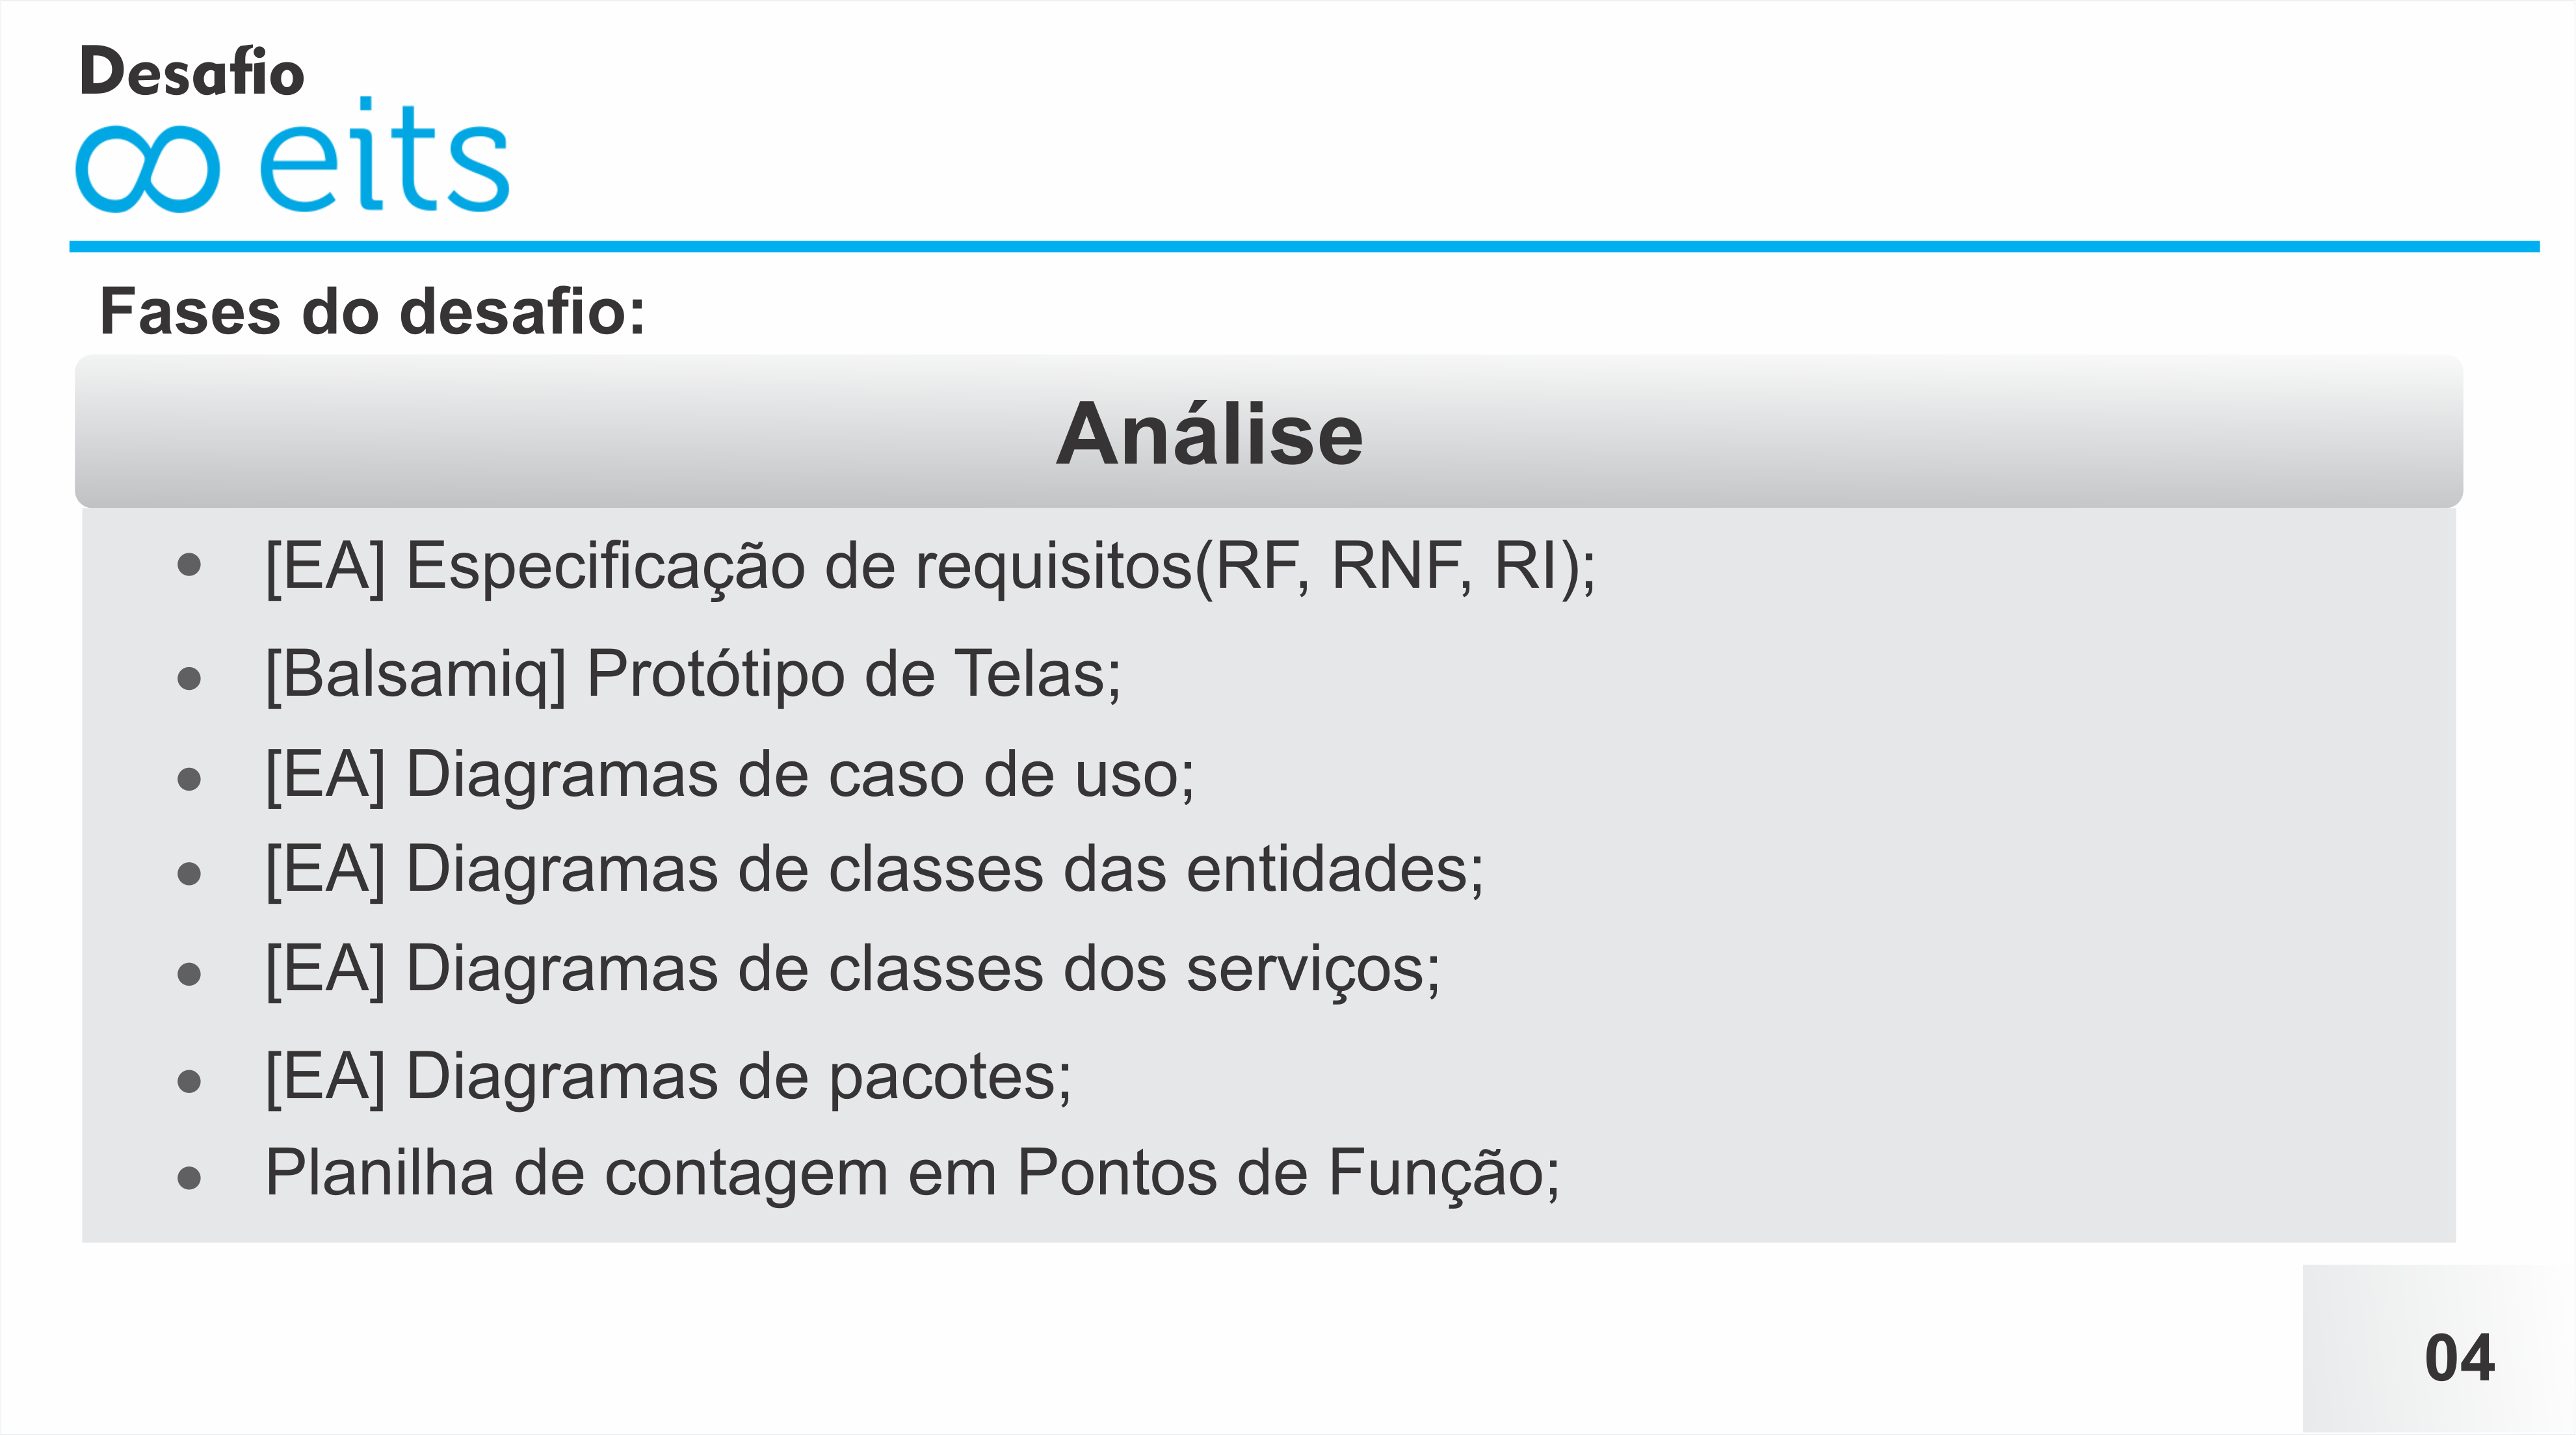 Desafio
eits
Fases do desafio:
Análise
• [EA] Especificação de requisitos(RF, RNF, RI);
• [Balsamiq] Protótipo de Telas;
• [EA] Diagramas de caso de uso;
• [EA] Diagramas de classes das entidades;
• [EA] Diagramas de classes dos serviços;
• [EA] Diagramas de pacotes;
• Planilha de contagem em Pontos de Função;
04